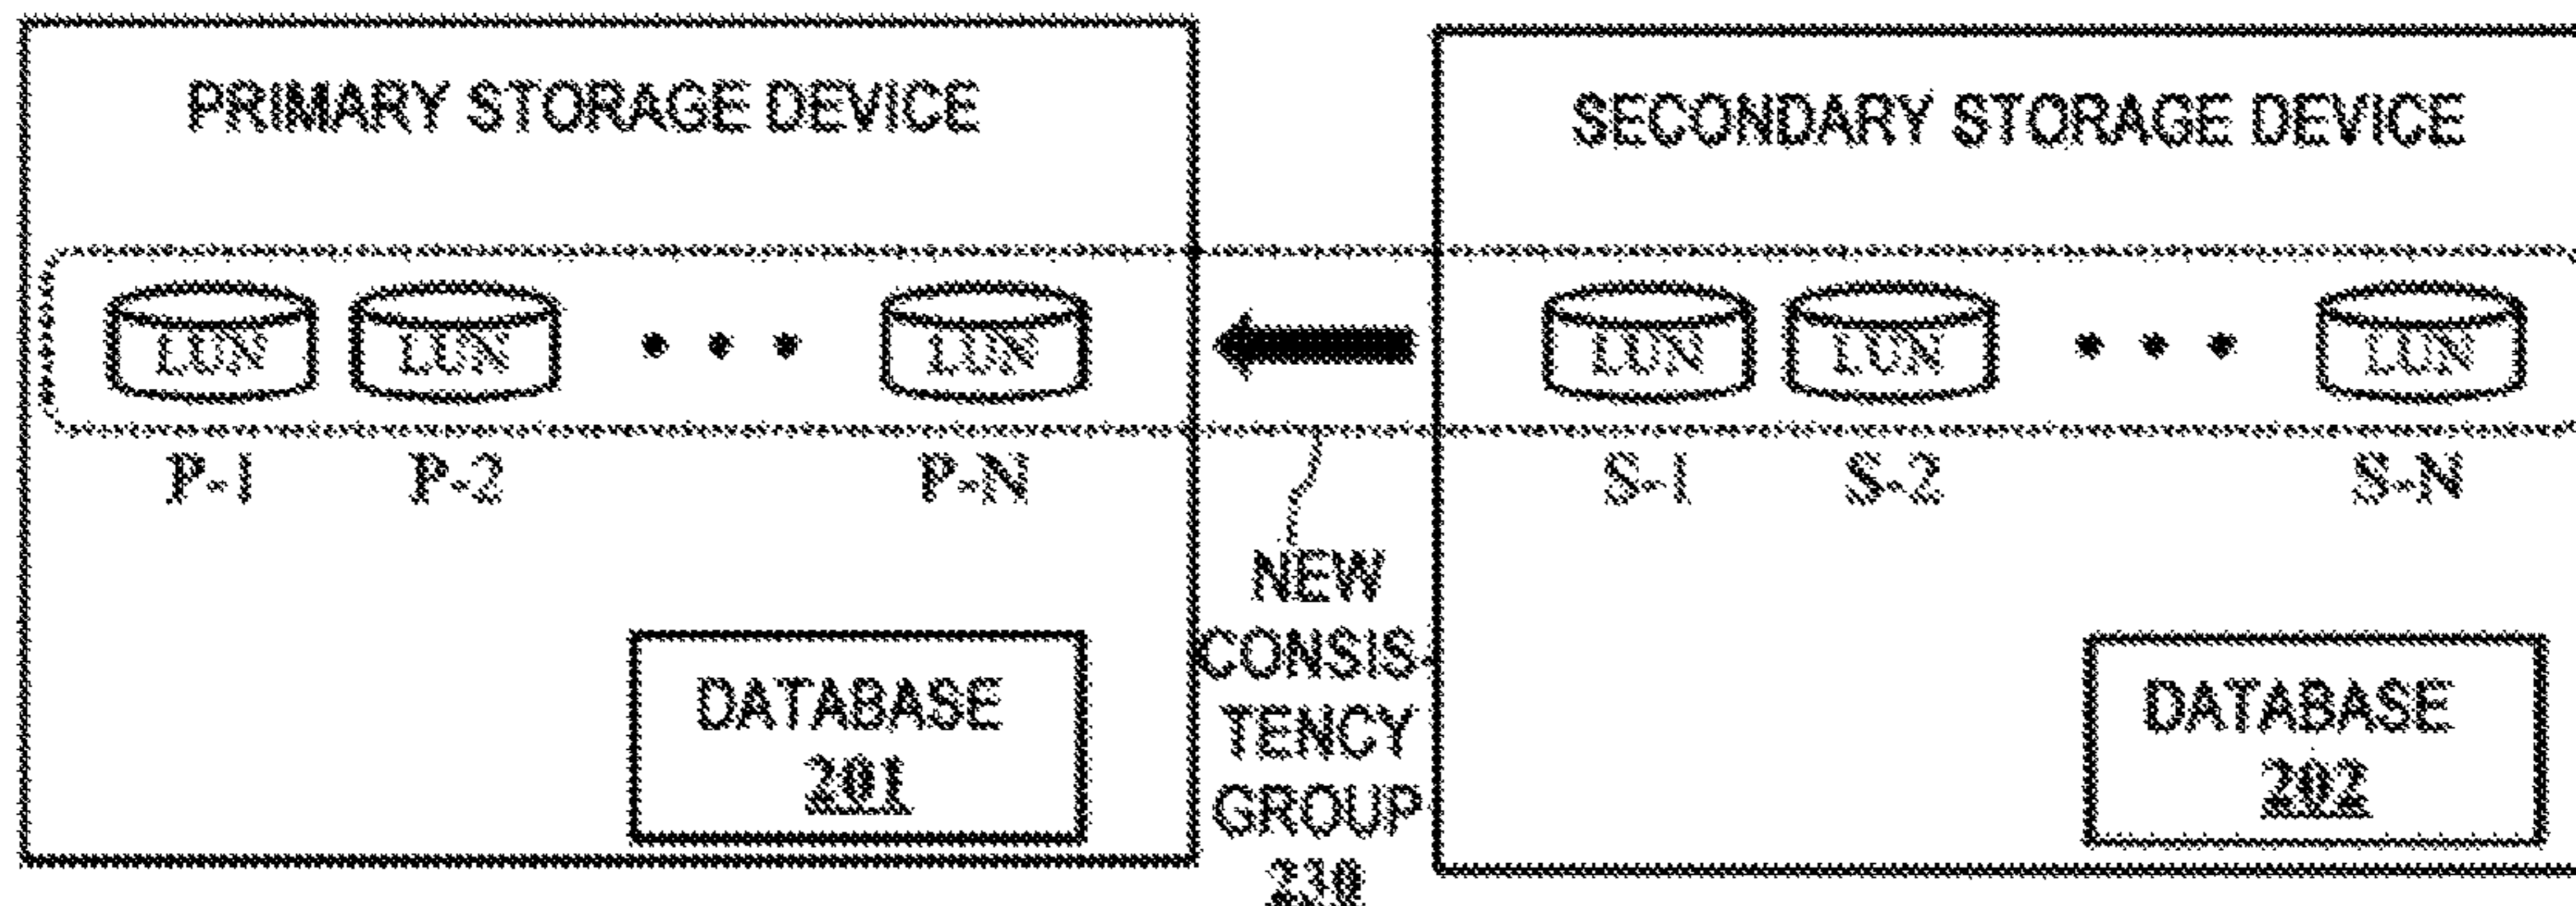 PRIMARY STORAGE DEVICE
SECONDARY STORAGE DEVICE
LUN LUN LUN
LUN LUN LUN
P-1 P-2 P-N
S-1 S-2 S-N
NEW
CONSIS-
TENCY
GROUP
DATABASE
201
DATABASE
202